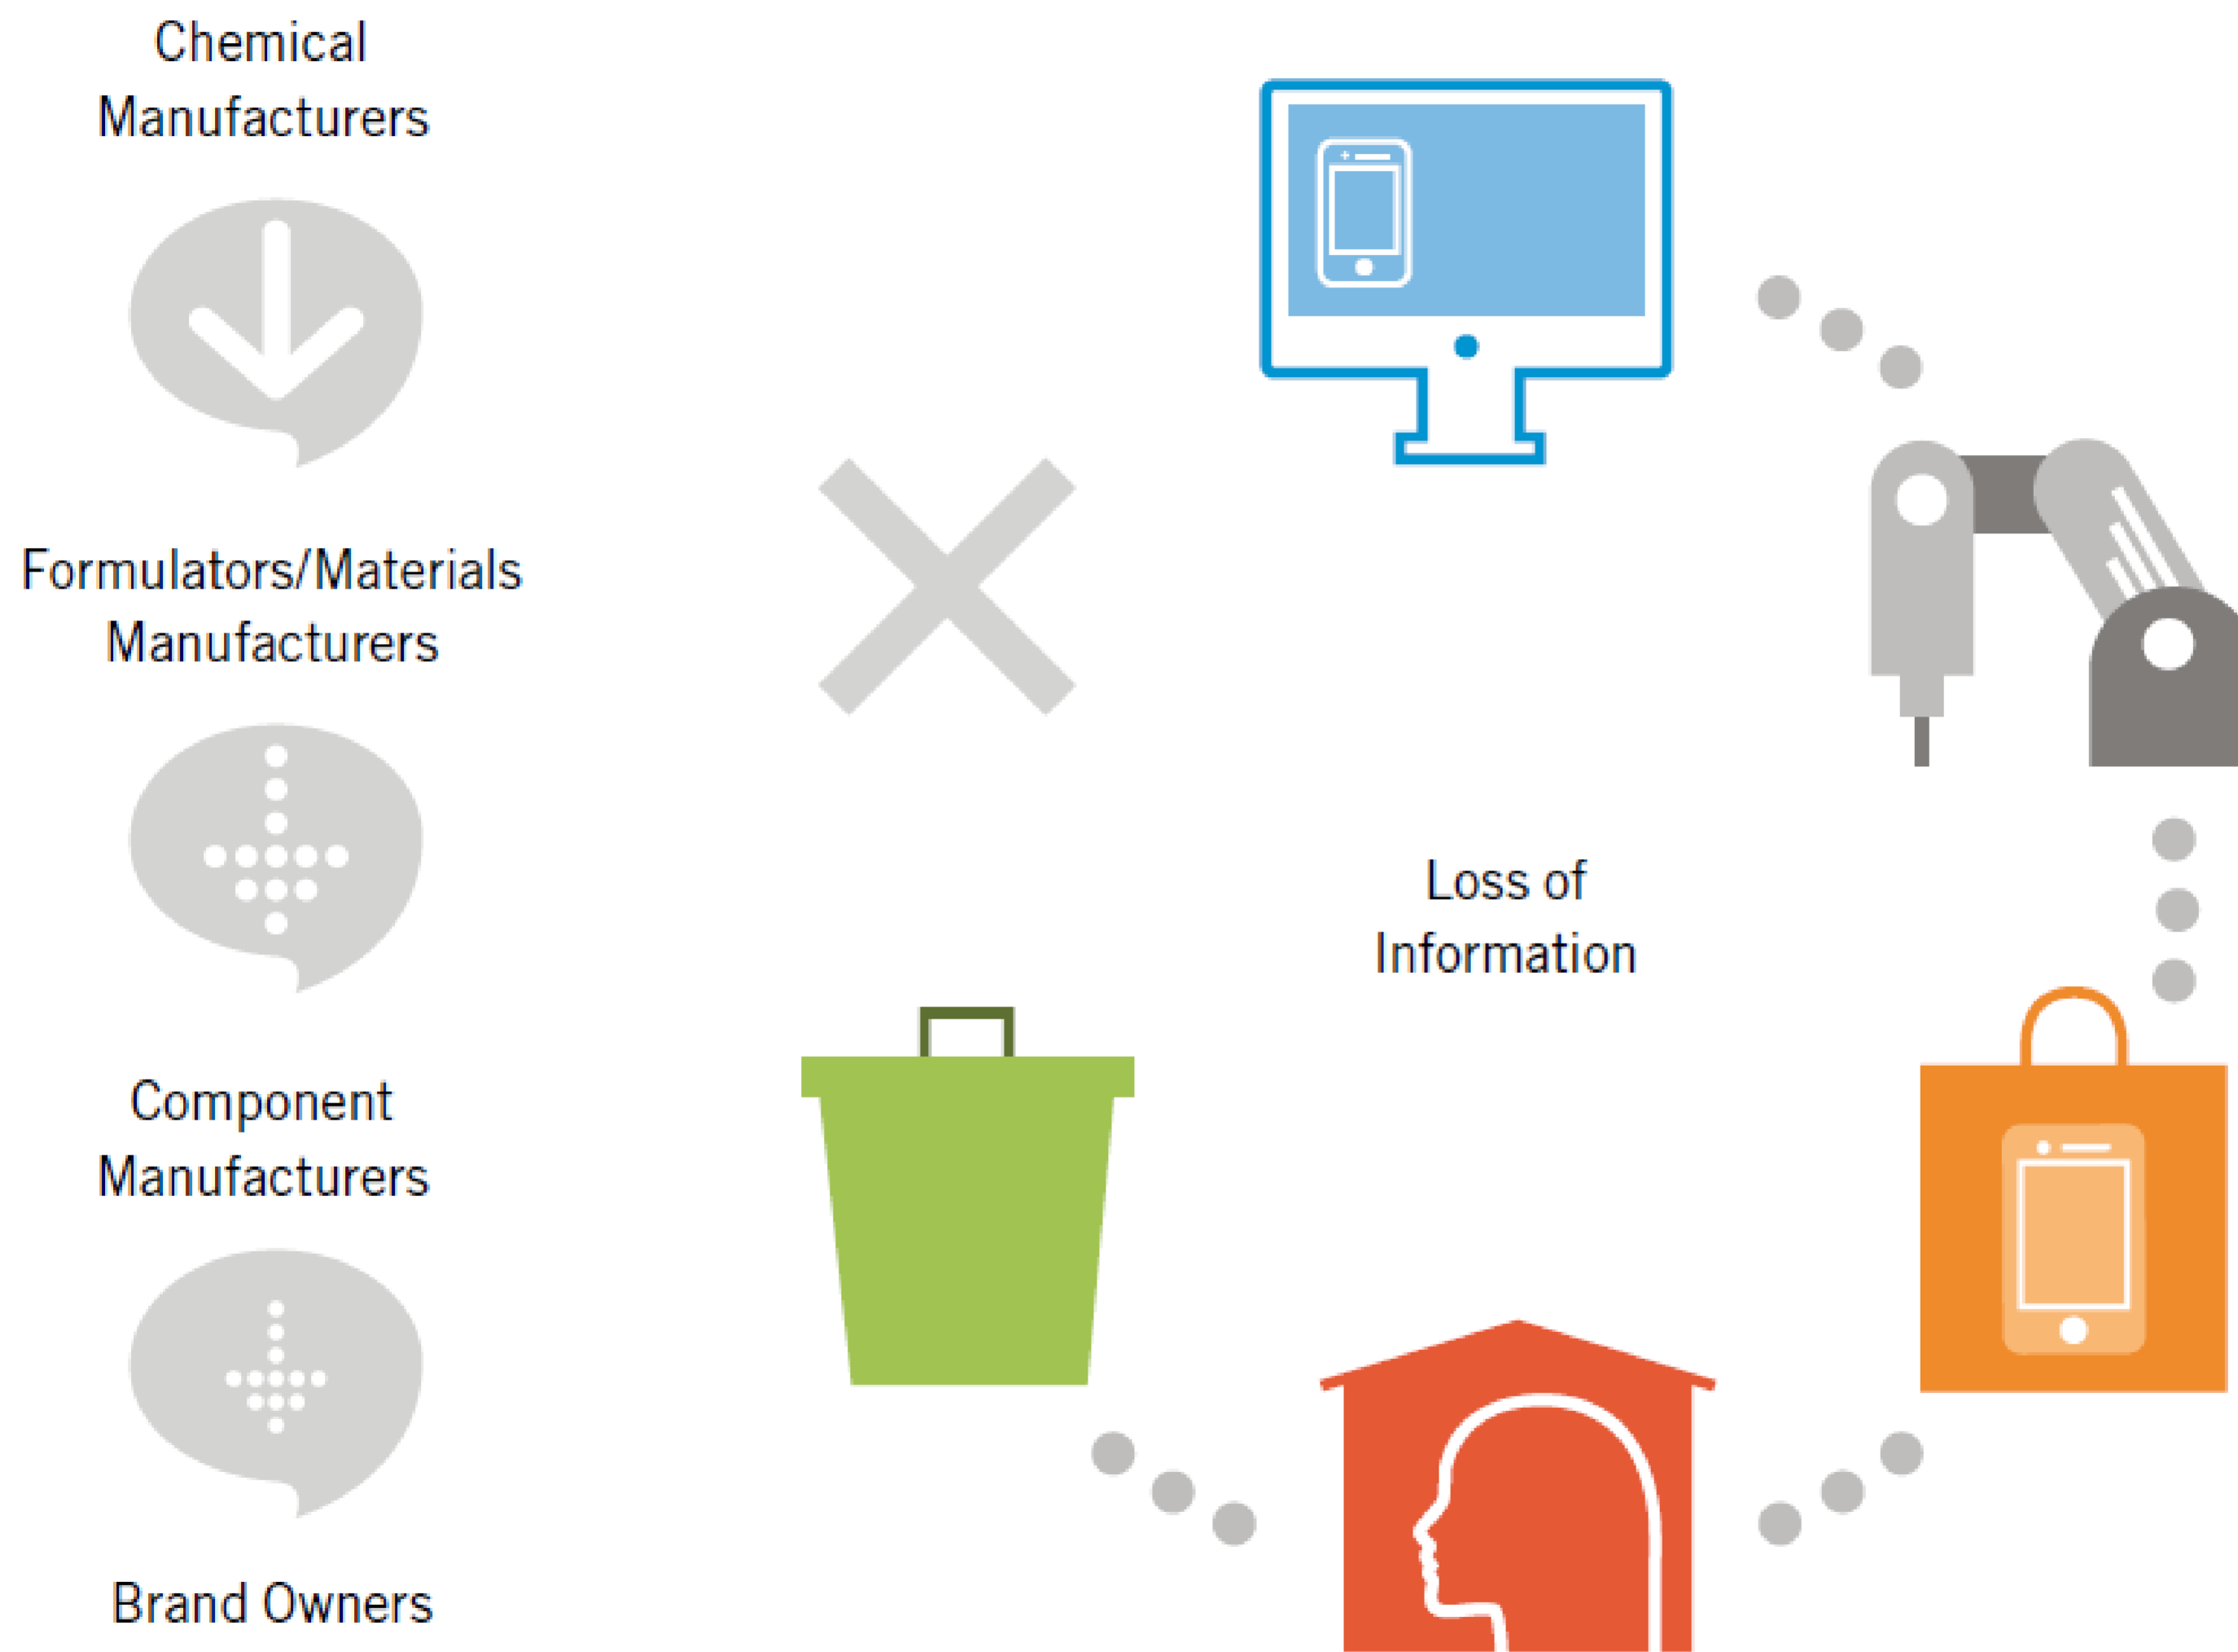 Chemical
Manufacturers
Formulators/Materials
Manufacturers
Component
Manufacturers
Brand Owners
Loss of
Information